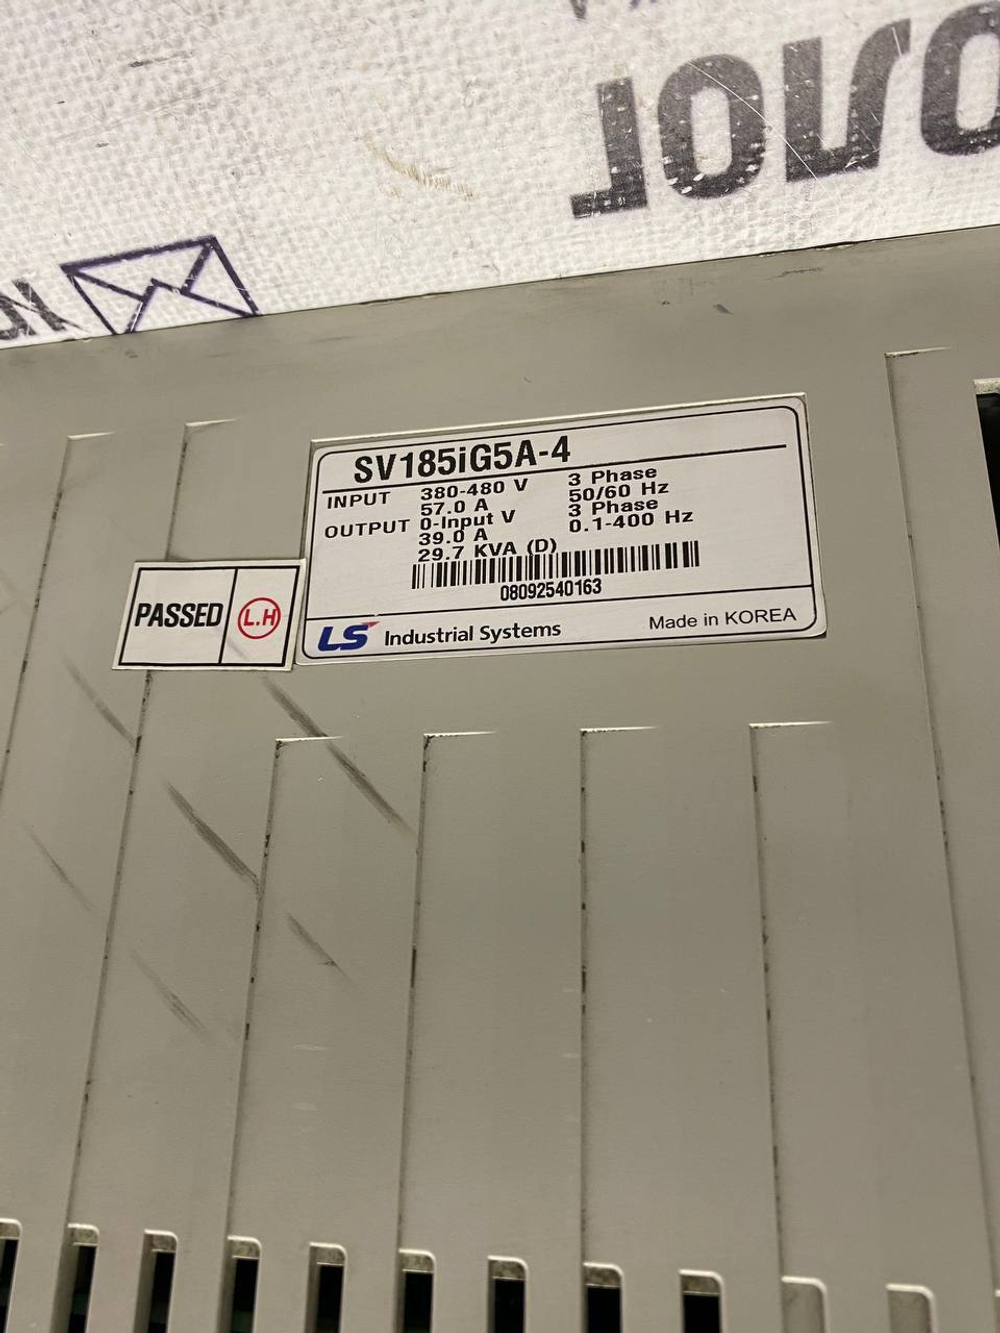 SV185iG5A-4
INPUT 380-480 V 3 Phase
57.0 A 50/60 Hz
OUTPUT 0-Input V 3 Phase
39.0 A 0.1-400 Hz
29.7 KVA (D)
08092540163
LS Industrial Systems Made in KOREA
PASSED L.H